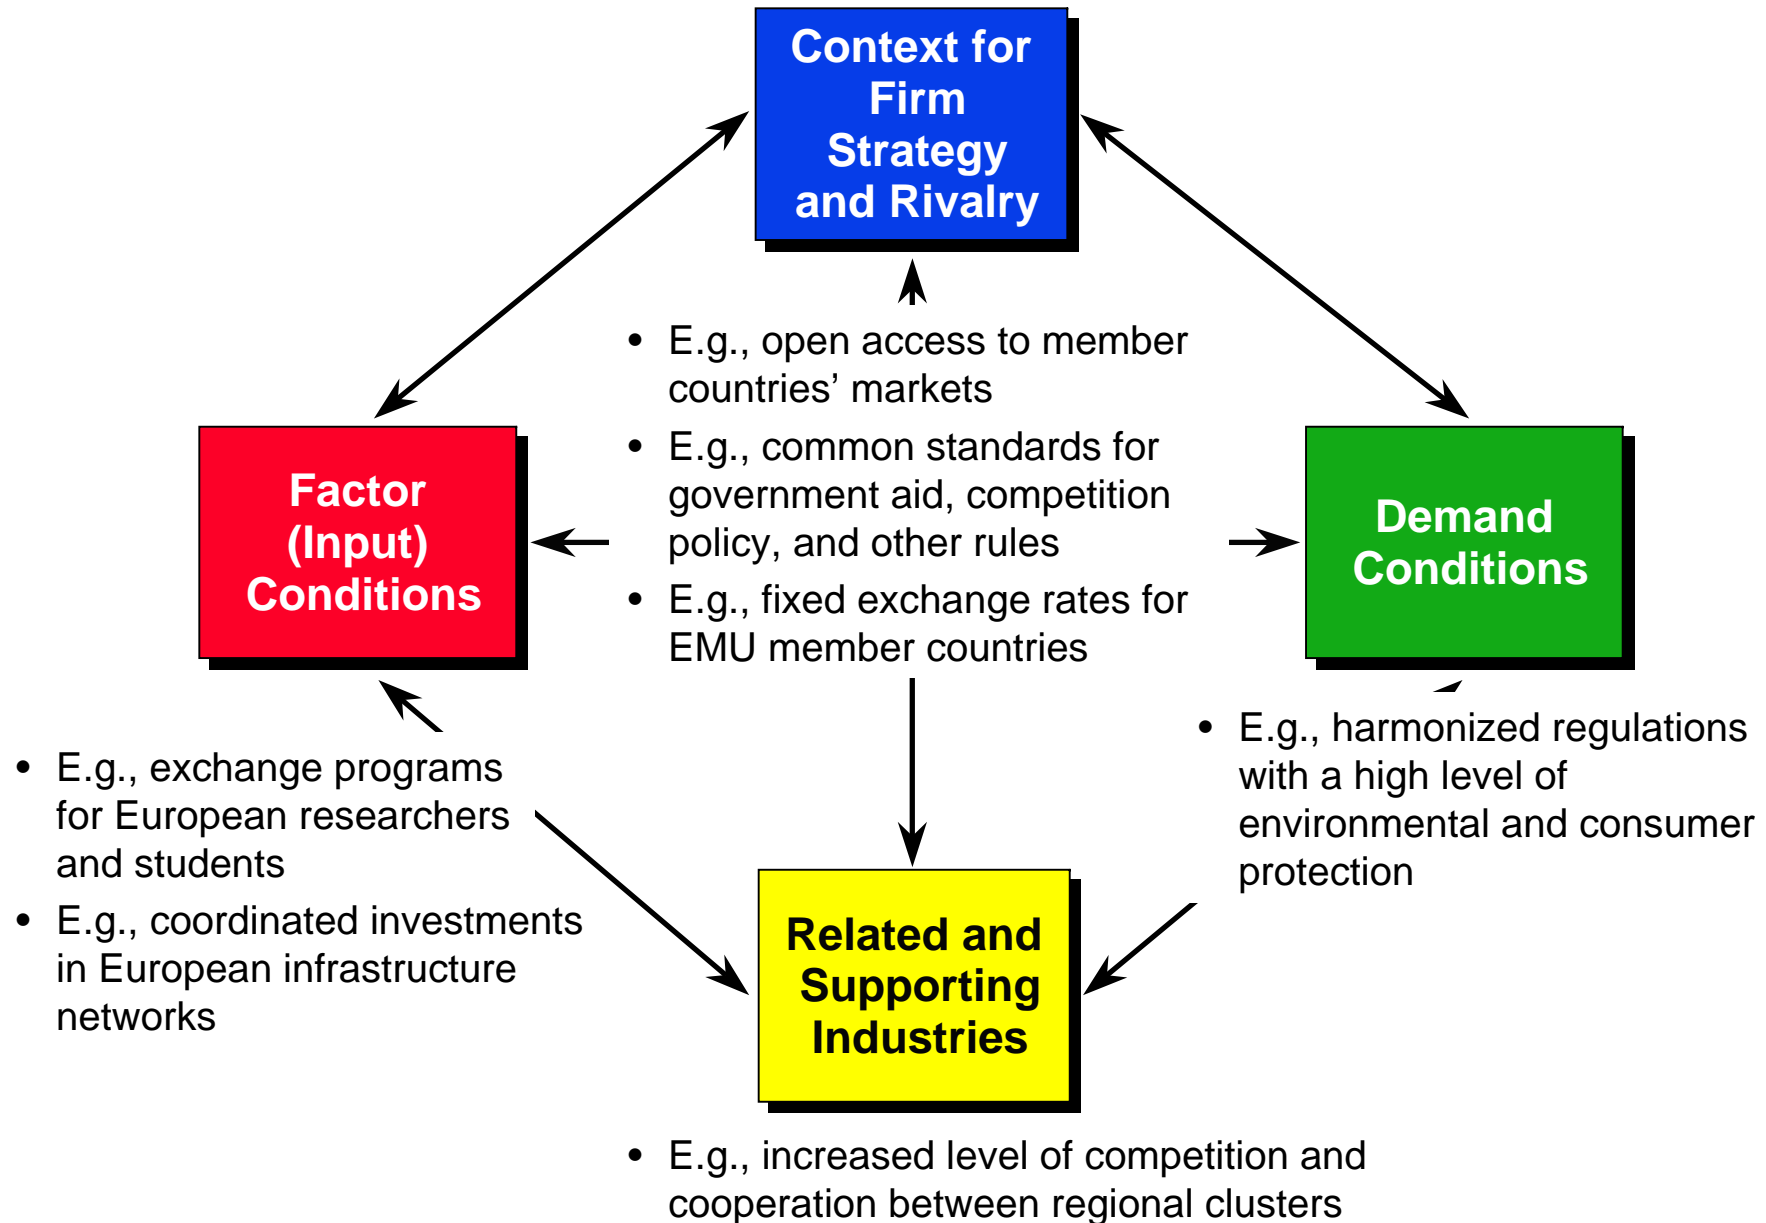 Context for
Firm
Strategy
and Rivalry
• E.g., open access to member
countries’ markets
• E.g., common standards for
government aid, competition
policy, and other rules
• E.g., fixed exchange rates for
EMU member countries
Factor
(Input)
Conditions
Demand
Conditions
• E.g., exchange programs
for European researchers
and students
• E.g., coordinated investments
in European infrastructure
networks
• E.g., harmonized regulations
with a high level of
environmental and consumer
protection
Related and
Supporting
Industries
• E.g., increased level of competition and
cooperation between regional clusters